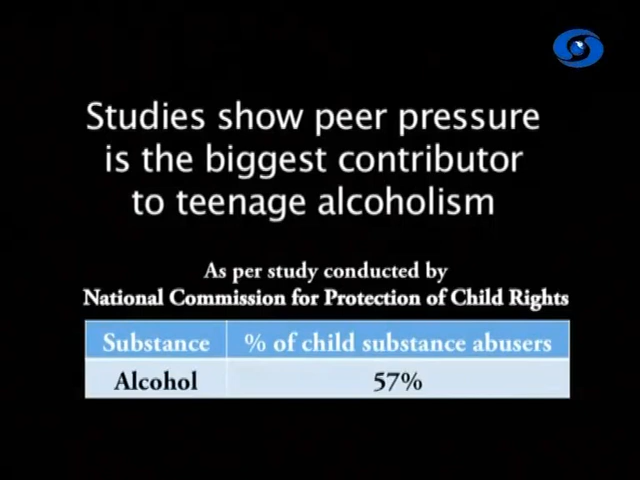 Studies show peer pressure
is the biggest contributor
to teenage alcoholism
As per study conducted by
National Commission for Protection of Child Rights
Substance % of child substance abusers
Alcohol 57%